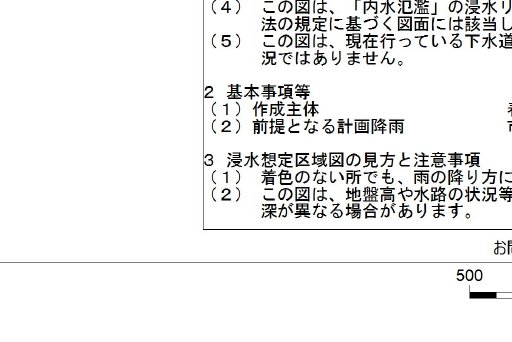 （４） この図は、「内水氾濫」の浸水リ
法の規定に基づく図面には該当し
（５） この図は、現在行っている下水道
況ではありません。
２ 基本事項等
（１）作成主体
（２）前提となる計画降雨
３ 浸水想定区域図の見方と注意事項
（１） 着色のない所でも、雨の降り方に
（２） この図は、地盤高や水路の状況等
深が異なる場合があります。
お
500